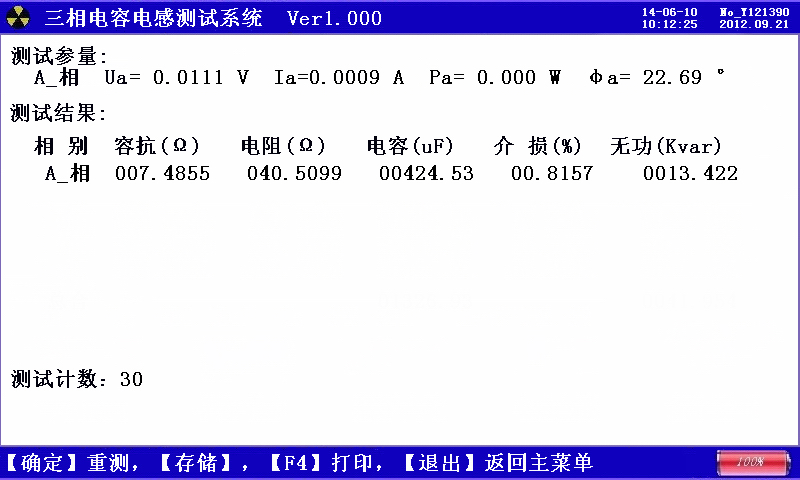 三相电容电感测试系统 Ver1.000
14-06-10 No_Y121390
10:12:25 2012.09.21
测试参量:
A_相 Ua= 0.0111 V Ia=0.0009 A Pa= 0.000 W Φa= 22.69 °
测试结果:
相 别 容抗(Ω) 电阻(Ω) 电容(uF) 介 损(%) 无功(Kvar)
A_相 007.4855 040.5099 00424.53 00.8157 0013.422
测试计数: 30
【确定】重测,【存储】,【F4】打印,【退出】返回主菜单
100%